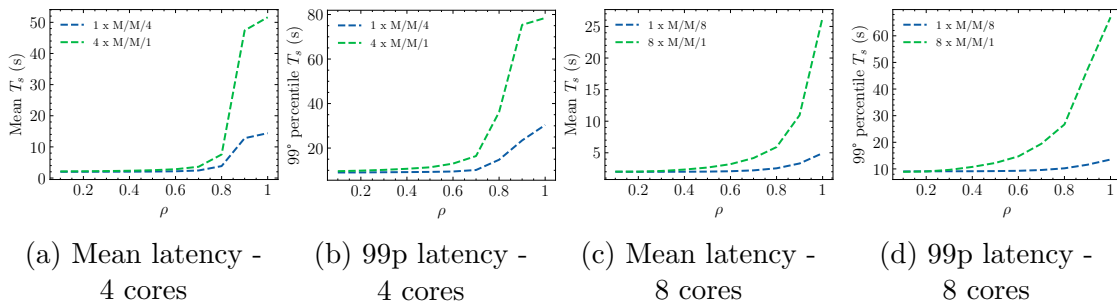 Mean T_s (s)
50
40
30
20
10
0
1 x M/M/4
4 x M/M/1
0.2 0.4 0.6 0.8 1
ρ
99° percentile T_s (s)
80
60
40
20
1 x M/M/4
4 x M/M/1
0.2 0.4 0.6 0.8 1
ρ
Mean T_s (s)
25
20
15
10
5
1 x M/M/8
8 x M/M/1
0.2 0.4 0.6 0.8 1
ρ
99° percentile T_s (s)
60
50
40
30
20
10
1 x M/M/8
8 x M/M/1
0.2 0.4 0.6 0.8 1
ρ
(a) Mean latency -
4 cores
(b) 99p latency -
4 cores
(c) Mean latency -
8 cores
(d) 99p latency -
8 cores